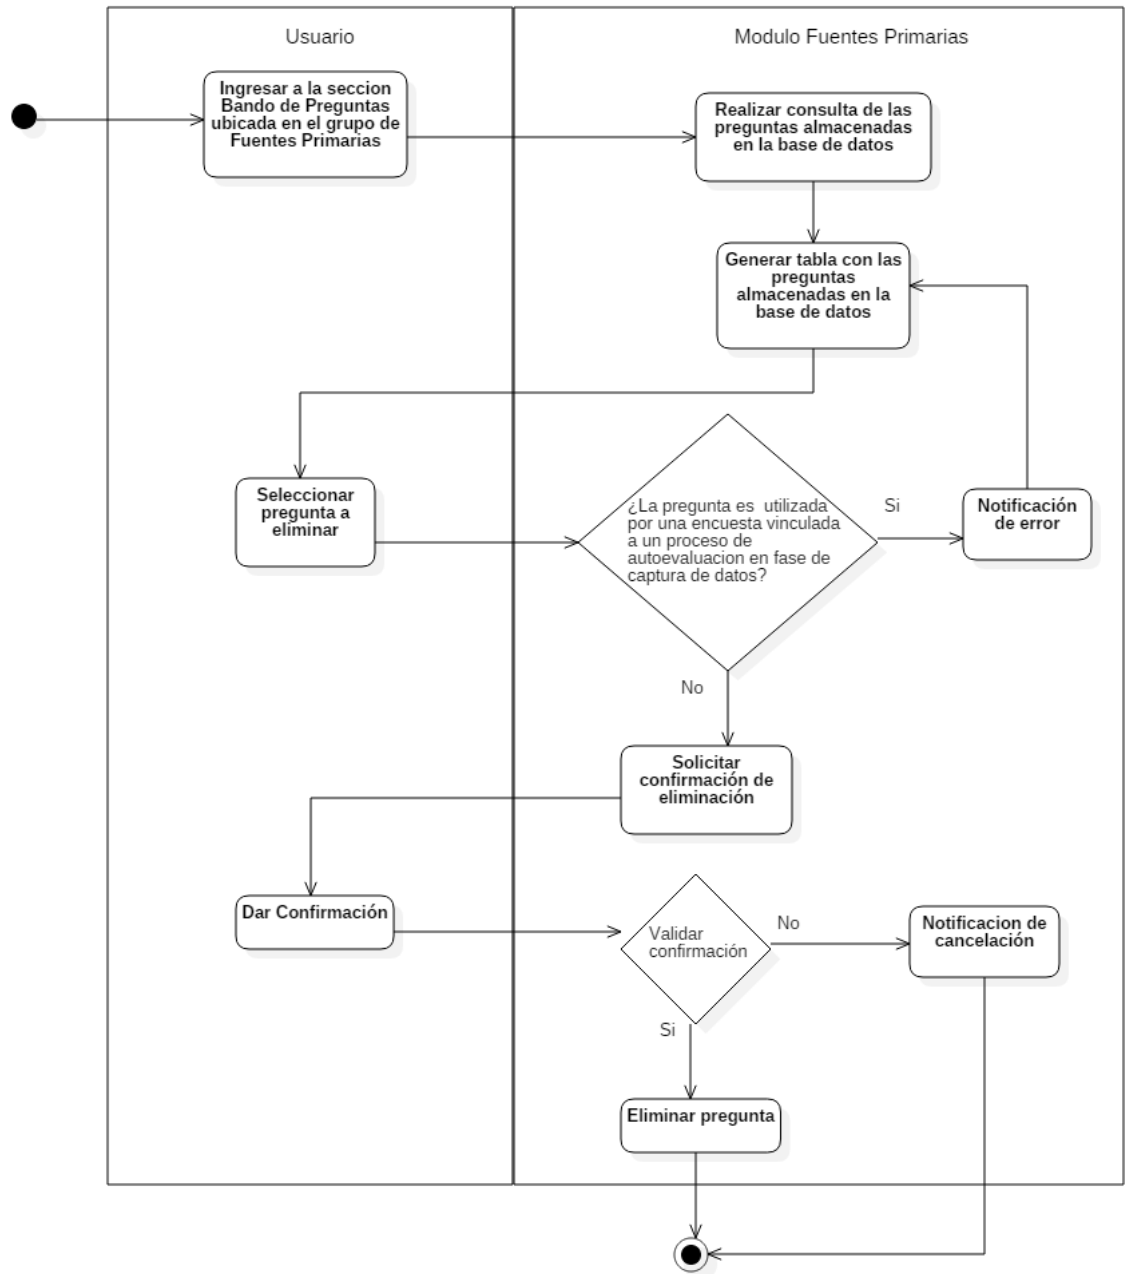 Usuario
Modulo Fuentes Primarias
Ingresar a la seccion
Bando de Preguntas
ubicada en el grupo de
Fuentes Primarias
Realizar consulta de las
preguntas almacenadas
en la base de datos
Generar tabla con las
preguntas
almacenadas en la
base de datos
Seleccionar
pregunta a
eliminar
¿La pregunta es  utilizada
por una encuesta vinculada
a un proceso de
autoevaluacion en fase de
captura de datos?
Si
Notificación
de error
No
Solicitar
confirmación de
eliminación
Dar Confirmación
Validar
confirmación
No
Notificacion de
cancelación
Si
Eliminar pregunta